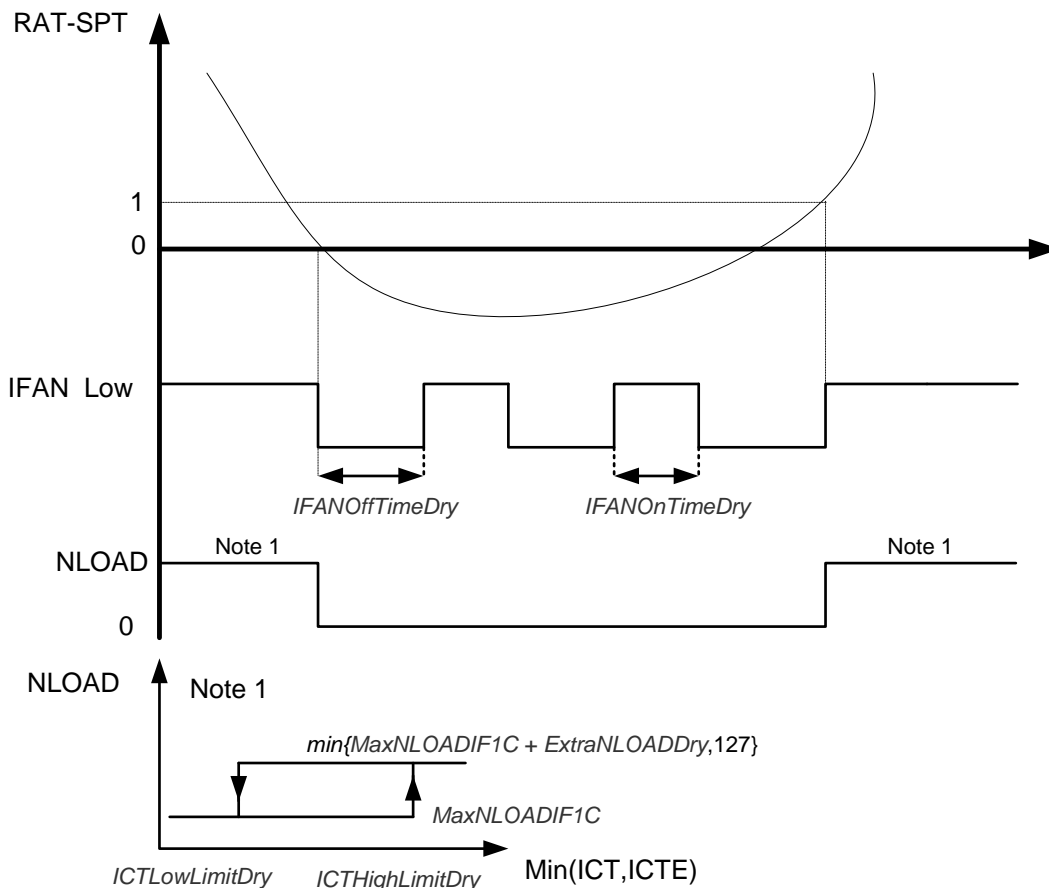 RAT-SPT
1
0
IFAN Low
IFANOffTimeDry
IFANOnTimeDry
Note 1
Note 1
NLOAD
0
NLOAD
Note 1
min{MaxNLOADIF1C + ExtraNLOADDry,127}
MaxNLOADIF1C
ICTLowLimitDry
ICTHighLimitDry
Min(ICT,ICTE)